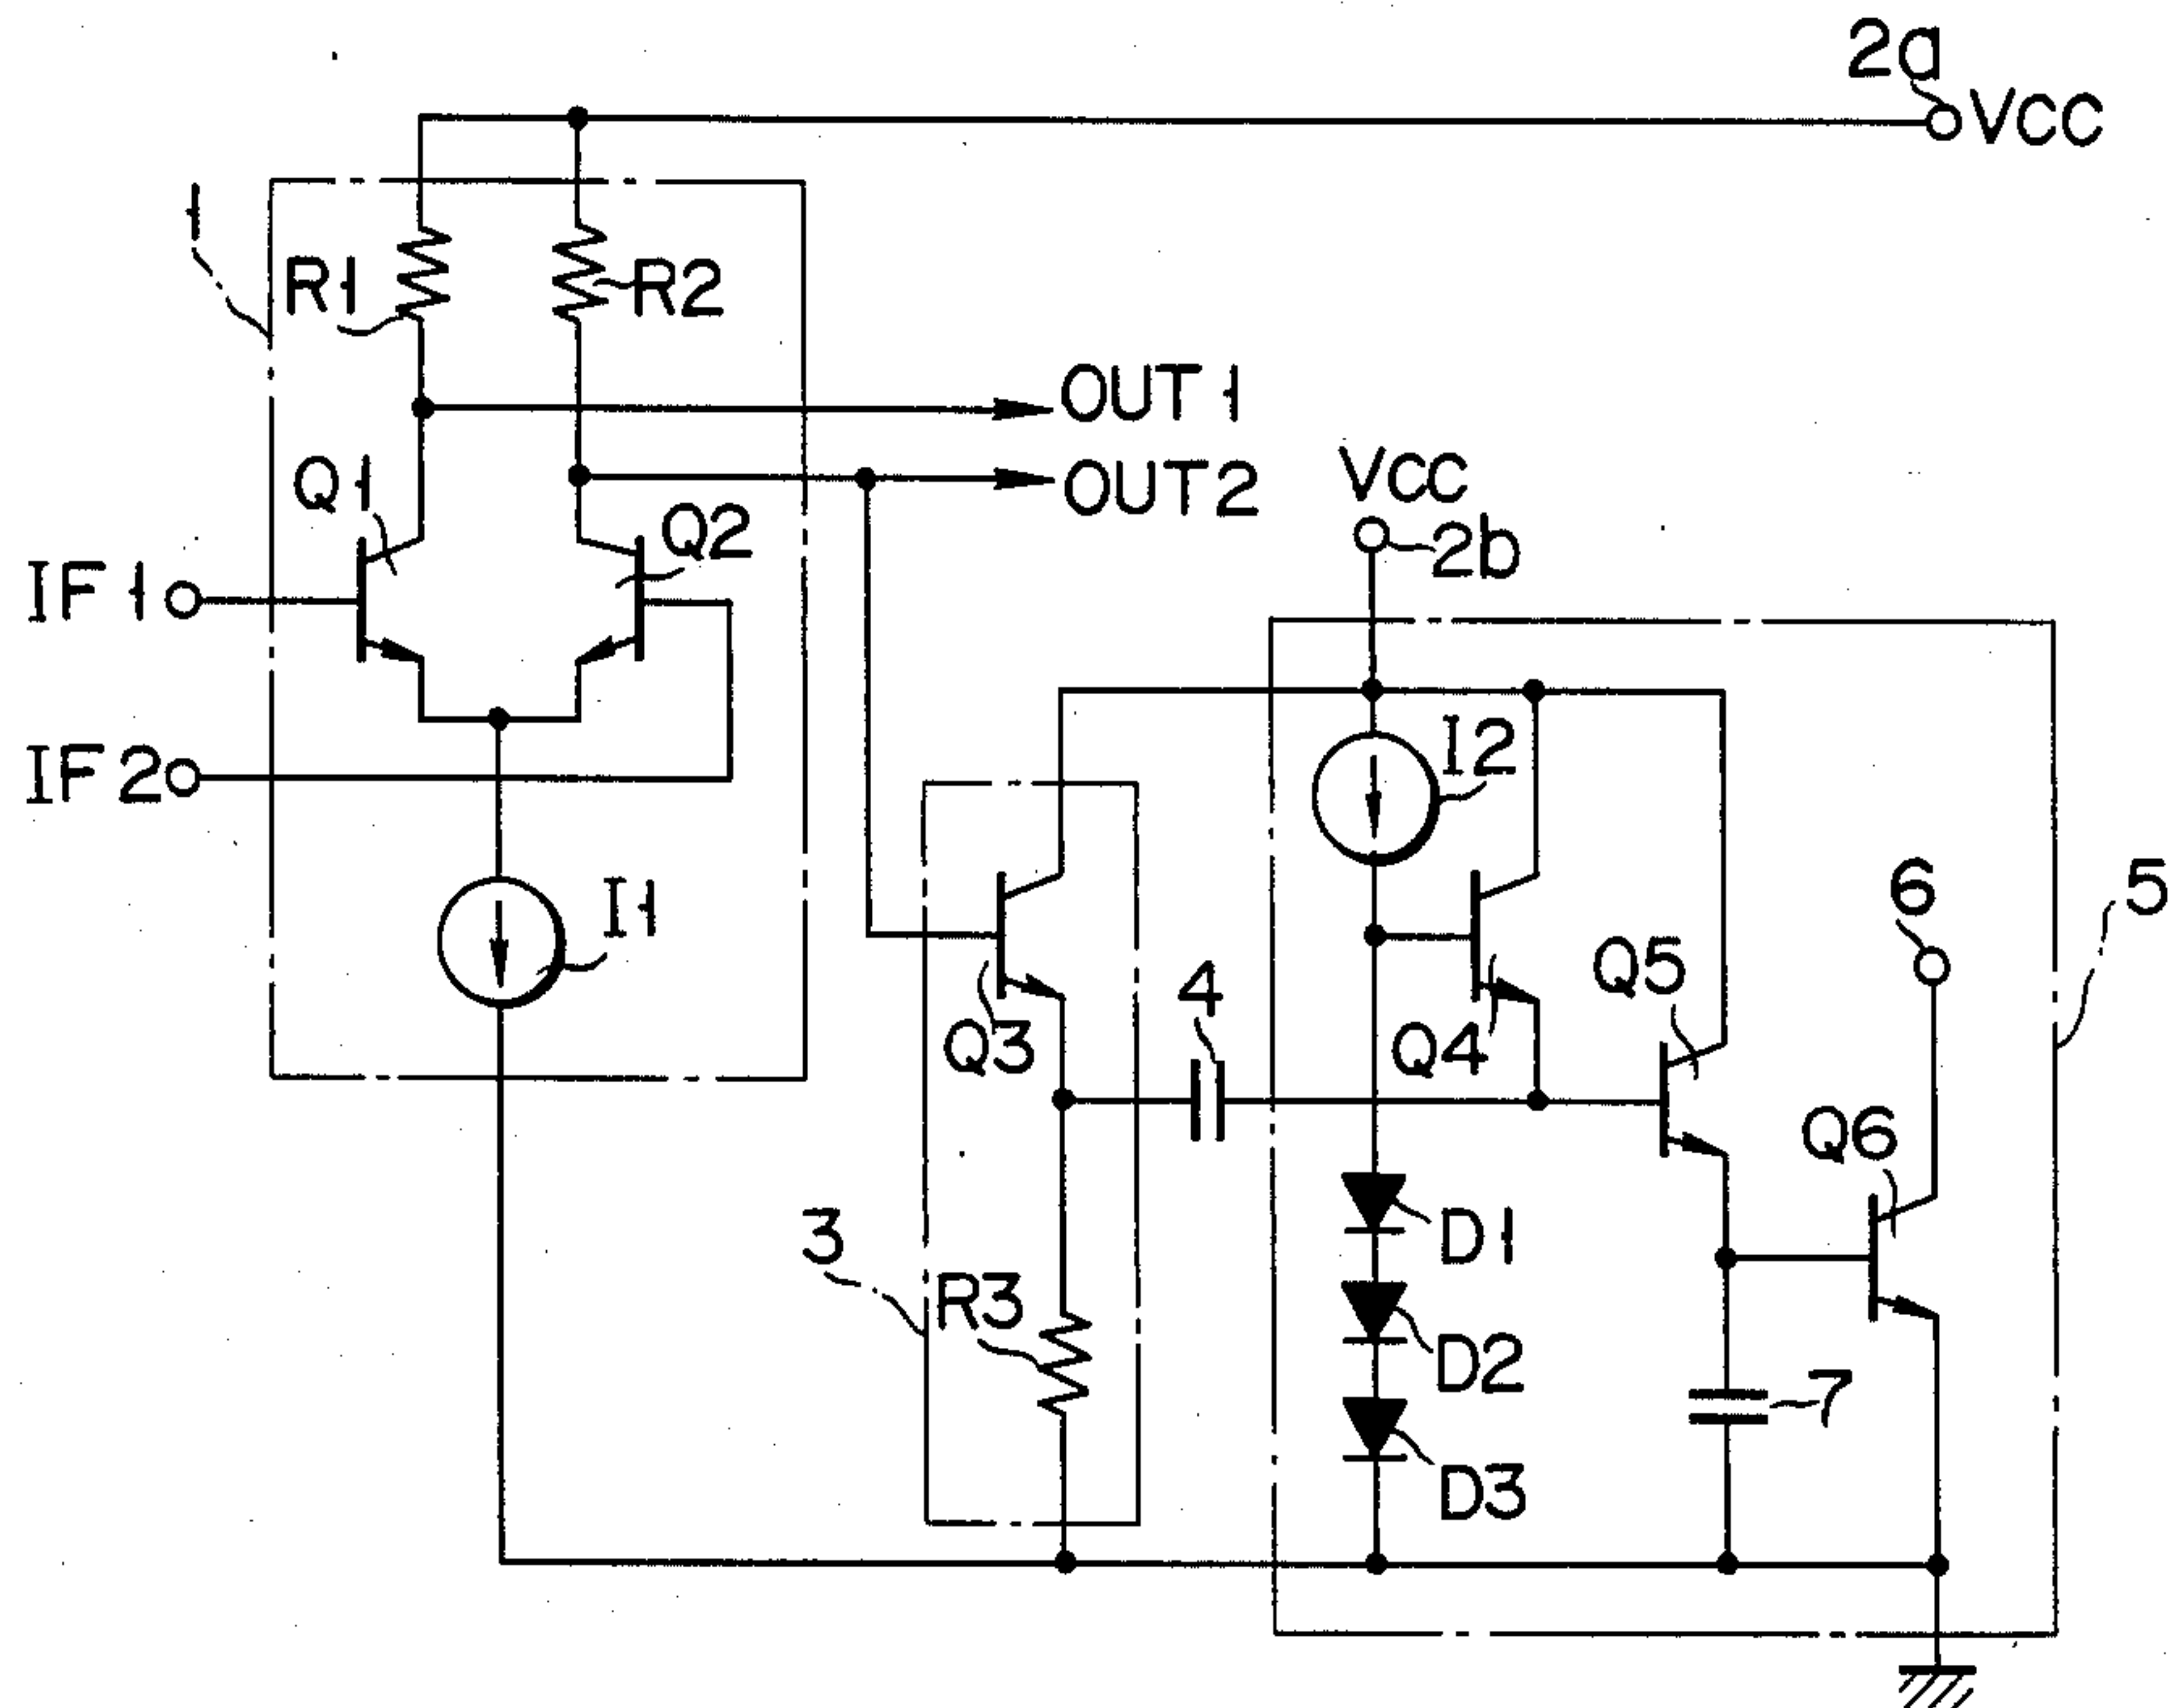 2a
VCC
1
R1
R2
OUT1
OUT2
Q1
Q2
VCC
2b
IF1
IF2
I2
I1
6
5
Q5
4
Q3
Q4
Q6
3
D1
R3
D2
7
D3